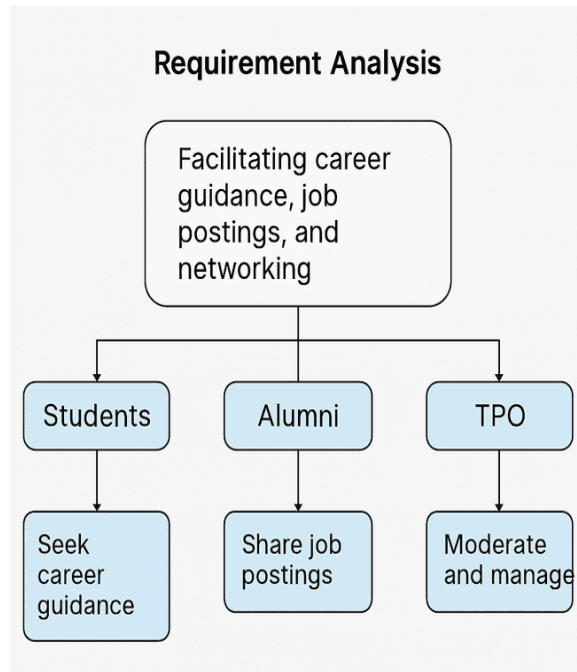 Requirement Analysis
Facilitating career
guidance, job
postings, and
networking
Students
Alumni
TPO
Seek
career
guidance
Share job
postings
Moderate
and manage